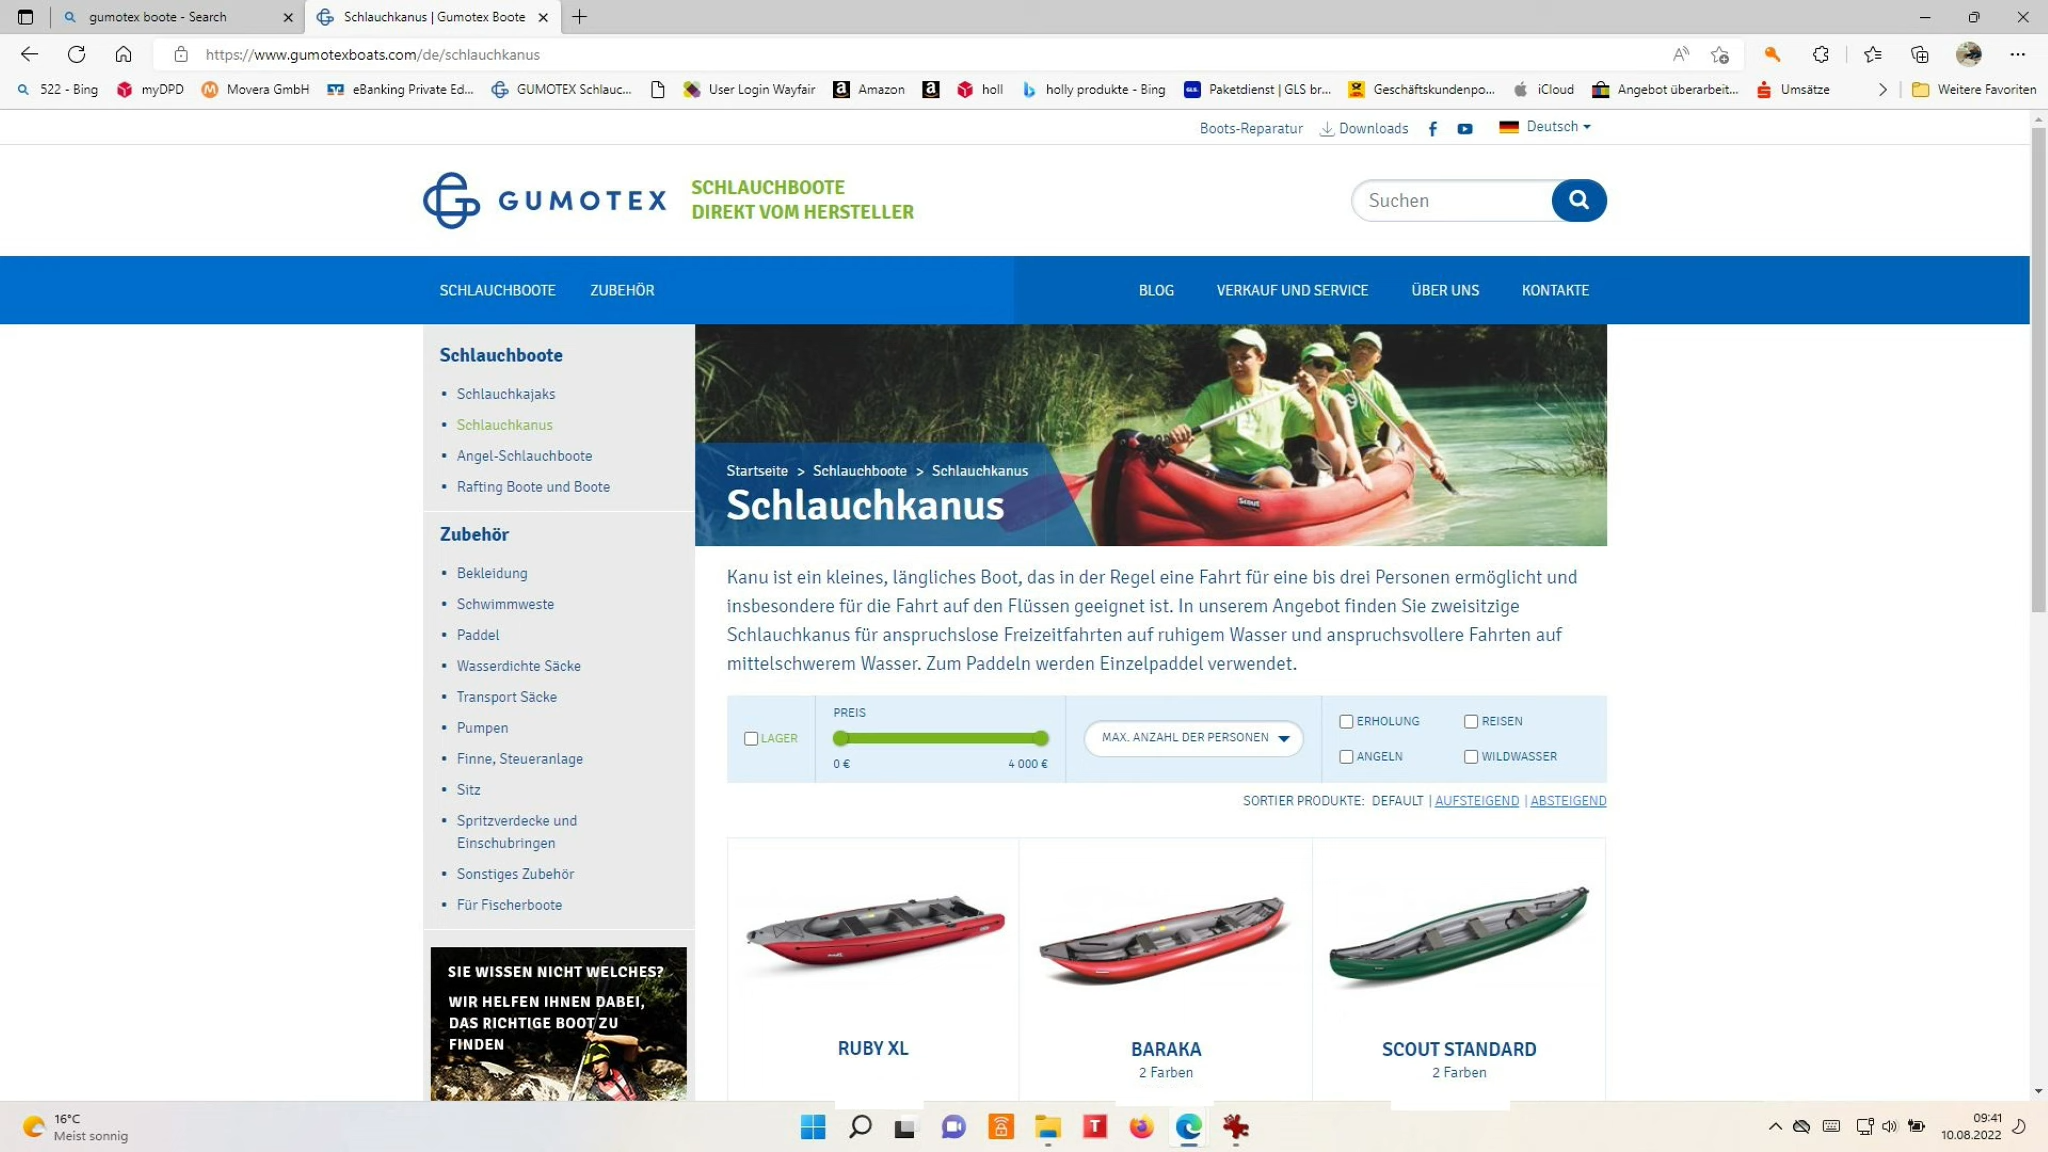 gumotex boote - Search
Schlauchkanus | Gumotex Boote
https://www.gumotexboats.com/de/schlauchkanus
522 - Bing
myDPD
Movera GmbH
eBanking Private Ed...
GUMOTEX Schlauc...
User Login Wayfair
Amazon
holl
holly produkte - Bing
Paketdienst | GLS br...
Geschäftskundenpo...
iCloud
Angebot überarbeit...
Umsätze
Weitere Favoriten
Boots-Reparatur
Downloads
Deutsch
GUMOTEX
SCHLAUCHBOOTE
DIREKT VOM HERSTELLER
Suchen
SCHLAUCHBOOTE
ZUBEHÖR
BLOG
VERKAUF UND SERVICE
ÜBER UNS
KONTAKTE
Schlauchboote
• Schlauchkajaks
• Schlauchkanus
• Angel-Schlauchboote
• Rafting Boote und Boote
Zubehör
• Bekleidung
• Schwimmweste
• Paddel
• Wasserdichte Säcke
• Transport Säcke
• Pumpen
• Finne, Steueranlage
• Sitz
• Spritzverdecke und
Einschubringen
• Sonstiges Zubehör
• Für Fischerboote
SIE WISSEN NICHT WELCHES?
WIR HELFEN IHNEN DABEI,
DAS RICHTIGE BOOT ZU
FINDEN
Scout
Startseite > Schlauchboote > Schlauchkanus
Schlauchkanus
Kanu ist ein kleines, längliches Boot, das in der Regel eine Fahrt für eine bis drei Personen ermöglicht und
insbesondere für die Fahrt auf den Flüssen geeignet ist. In unserem Angebot finden Sie zweisitzige
Schlauchkanus für anspruchslose Freizeitfahrten auf ruhigem Wasser und anspruchsvollere Fahrten auf
mittelschwerem Wasser. Zum Paddeln werden Einzelpaddel verwendet.
LAGER
PREIS
0 €
4 000 €
MAX. ANZAHL DER PERSONEN
ERHOLUNG
REISEN
ANGELN
WILDWASSER
SORTIER PRODUKTE: DEFAULT | AUFSTEIGEND | ABSTEIGEND
RUBY XL
BARAKA
2 Farben
SCOUT STANDARD
2 Farben
16°C
Meist sonnig
T
09:41
10.08.2022